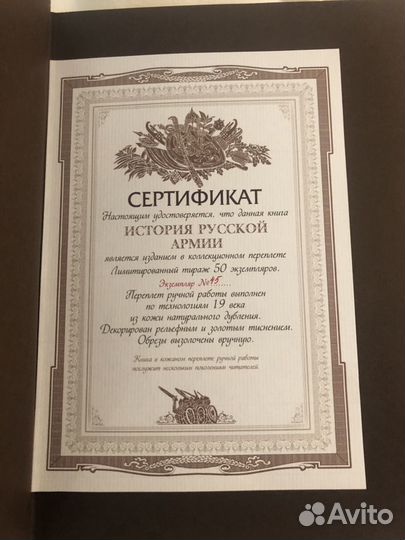 СЕРТИФИКАТ
Настоящим удостоверяется, что данная книга
ИСТОРИЯ РУССКОЙ
АРМИИ
является изданием в коллекционном переплете
Лимитированный тираж 50 экземпляров.
Экземпляр №45.....
Переплет ручной работы выполнен
по технологиям 19 века
из кожи натурального дубления.
Декорирован рельефным и золотым тиснением.
Обрезы вызолочены вручную.
Книга в кожаном переплете ручной работы
послужит нескольким поколениям читателей.
Avito